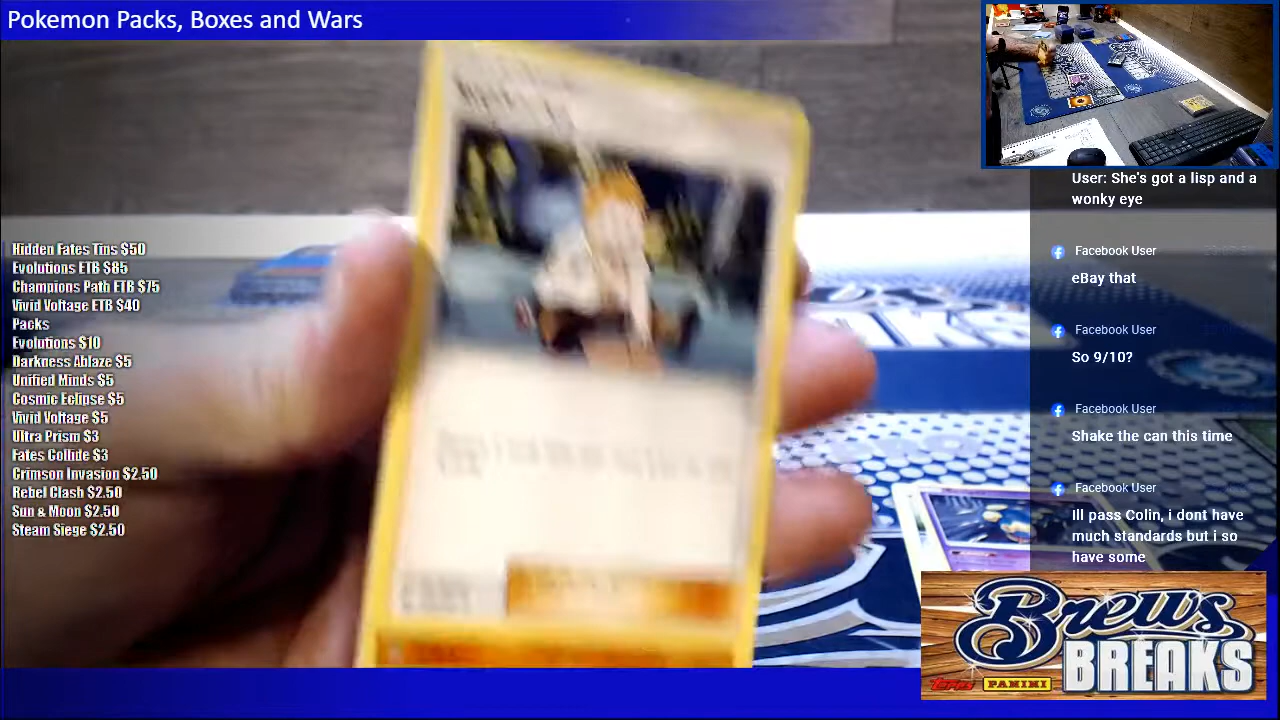 Pokemon Packs, Boxes and Wars
User: She's got a lisp and a
wonky eye
Facebook User
eBay that
Facebook User
So 9/10?
Facebook User
Shake the can this time
Facebook User
Ill pass Colin, i dont have
much standards but i so
have some
Hidden Fates Tins $50
Evolutions ETB $85
Champions Path ETB $75
Vivid Voltage ETB $40
Packs
Evolutions $10
Darkness Ablaze $5
Unified Minds $5
Cosmic Eclipse $5
Vivid Voltage $5
Ultra Prism $3
Fates Collide $3
Crimson Invasion $2.50
Rebel Clash $2.50
Sun & Moon $2.50
Steam Siege $2.50
Brews
BREAKS
Topps PANINI